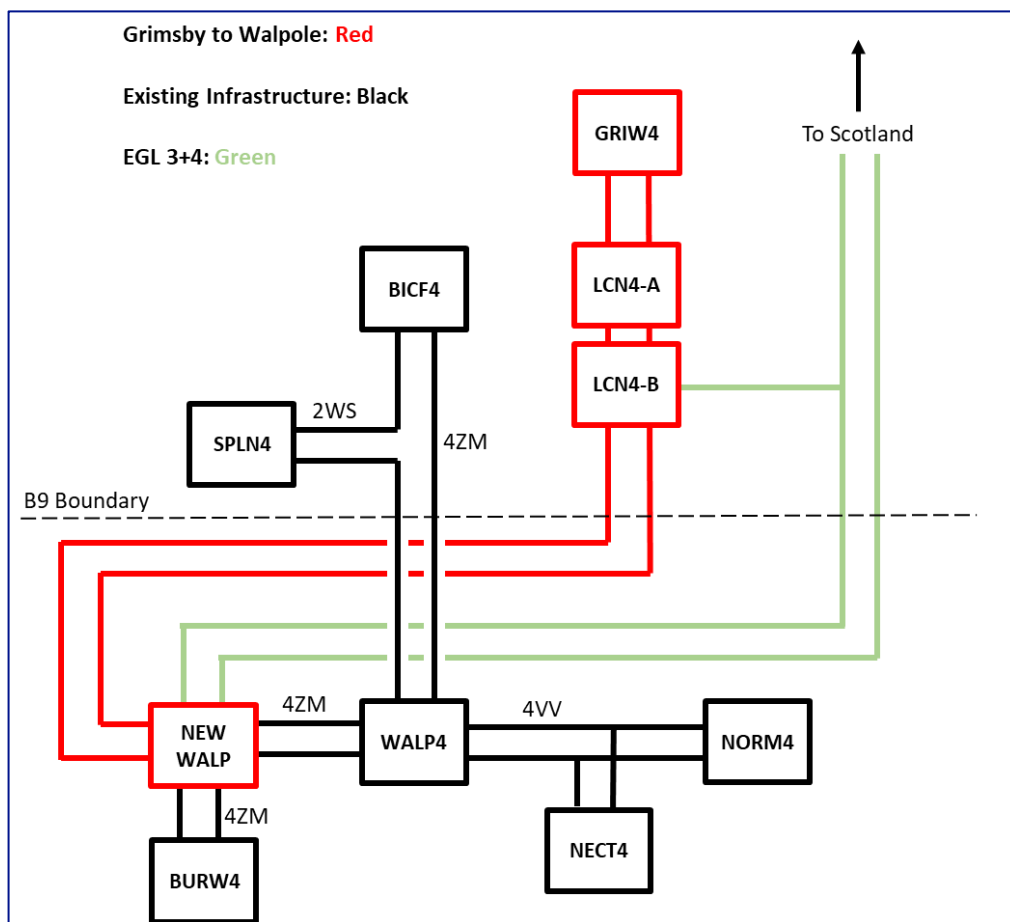 Grimsby to Walpole: Red
Existing Infrastructure: Black
EGL 3+4: Green
To Scotland
GRIW4
LCN4-A
BICF4
LCN4-B
2WS
SPLN4
4ZM
B9 Boundary
4ZM
4VV
NEW
WALP
WALP4
NORM4
4ZM
NECT4
BURW4